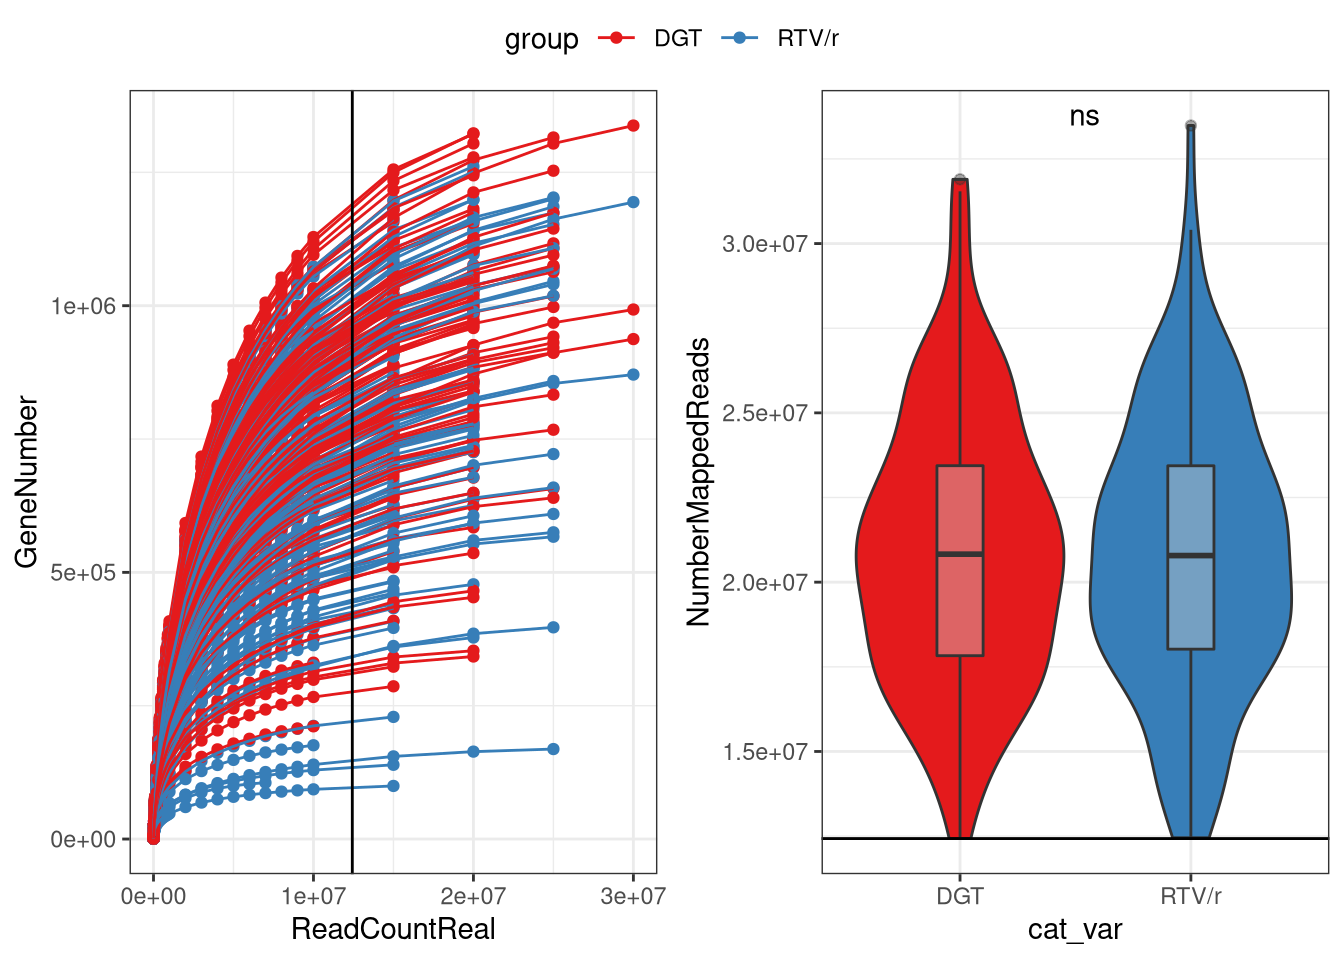 group DGT RTV/r
GeneNumber
1e+06
5e+05
0e+00
0e+00 1e+07 2e+07 3e+07
ReadCountReal
NumberMappedReads
ns
3.0e+07
2.5e+07
2.0e+07
1.5e+07
DGT RTV/r
cat_var